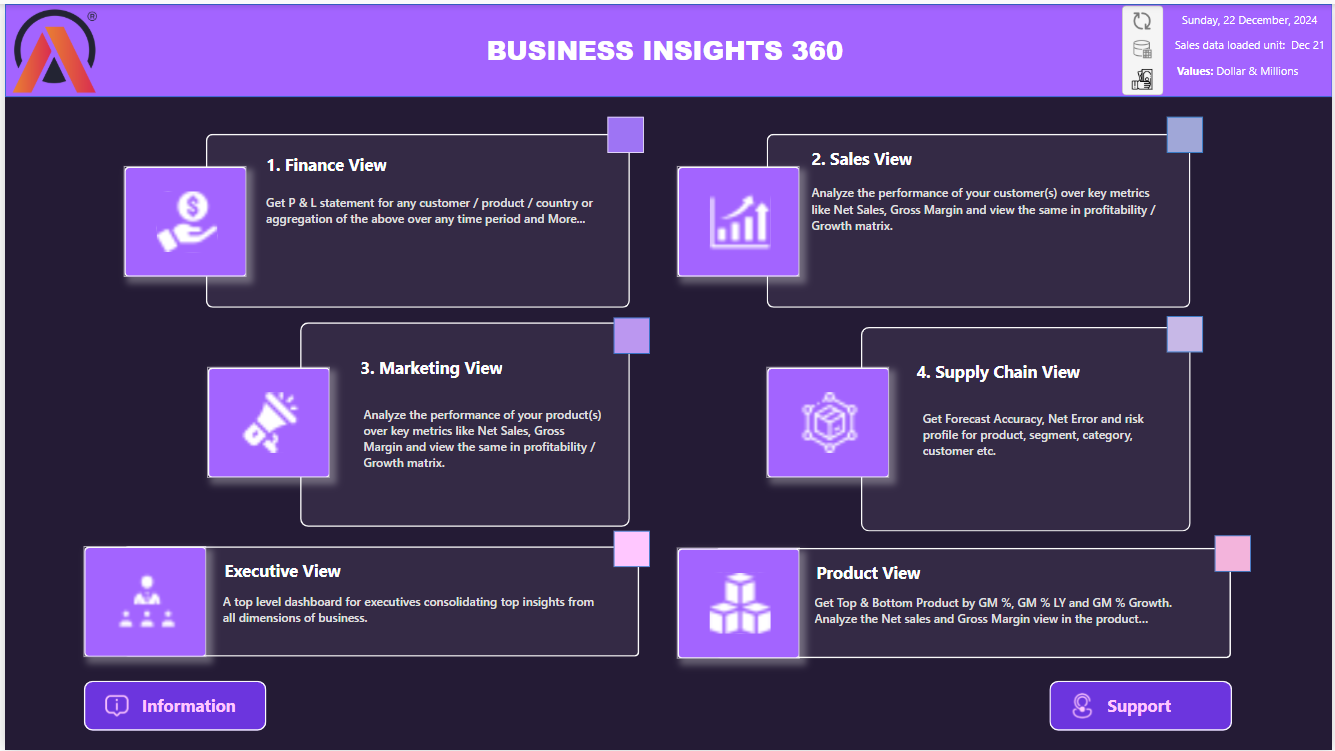 ®
BUSINESS INSIGHTS 360
Sunday, 22 December, 2024
Sales data loaded unit: Dec 21
Values: Dollar & Millions
1. Finance View
Get P & L statement for any customer / product / country or
aggregation of the above over any time period and More...
2. Sales View
Analyze the performance of your customer(s) over key metrics
like Net Sales, Gross Margin and view the same in profitability /
Growth matrix.
3. Marketing View
Analyze the performance of your product(s)
over key metrics like Net Sales, Gross
Margin and view the same in profitability /
Growth matrix.
4. Supply Chain View
Get Forecast Accuracy, Net Error and risk
profile for product, segment, category,
customer etc.
Executive View
A top level dashboard for executives consolidating top insights from
all dimensions of business.
Product View
Get Top & Bottom Product by GM %, GM % LY and GM % Growth.
Analyze the Net sales and Gross Margin view in the product...
Information
Support